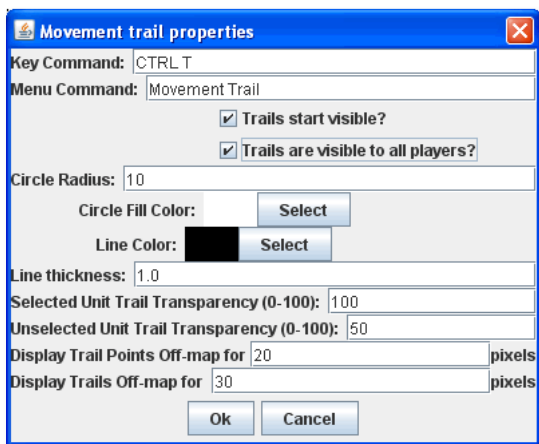 Movement trail properties
Key Command: CTRL T
Menu Command: Movement Trail
Trails start visible?
Trails are visible to all players?
Circle Radius: 10
Circle Fill Color: Select
Line Color: Select
Line thickness: 1.0
Selected Unit Trail Transparency (0-100): 100
Unselected Unit Trail Transparency (0-100): 50
Display Trail Points Off-map for 20 pixels
Display Trails Off-map for 30 pixels
Ok Cancel